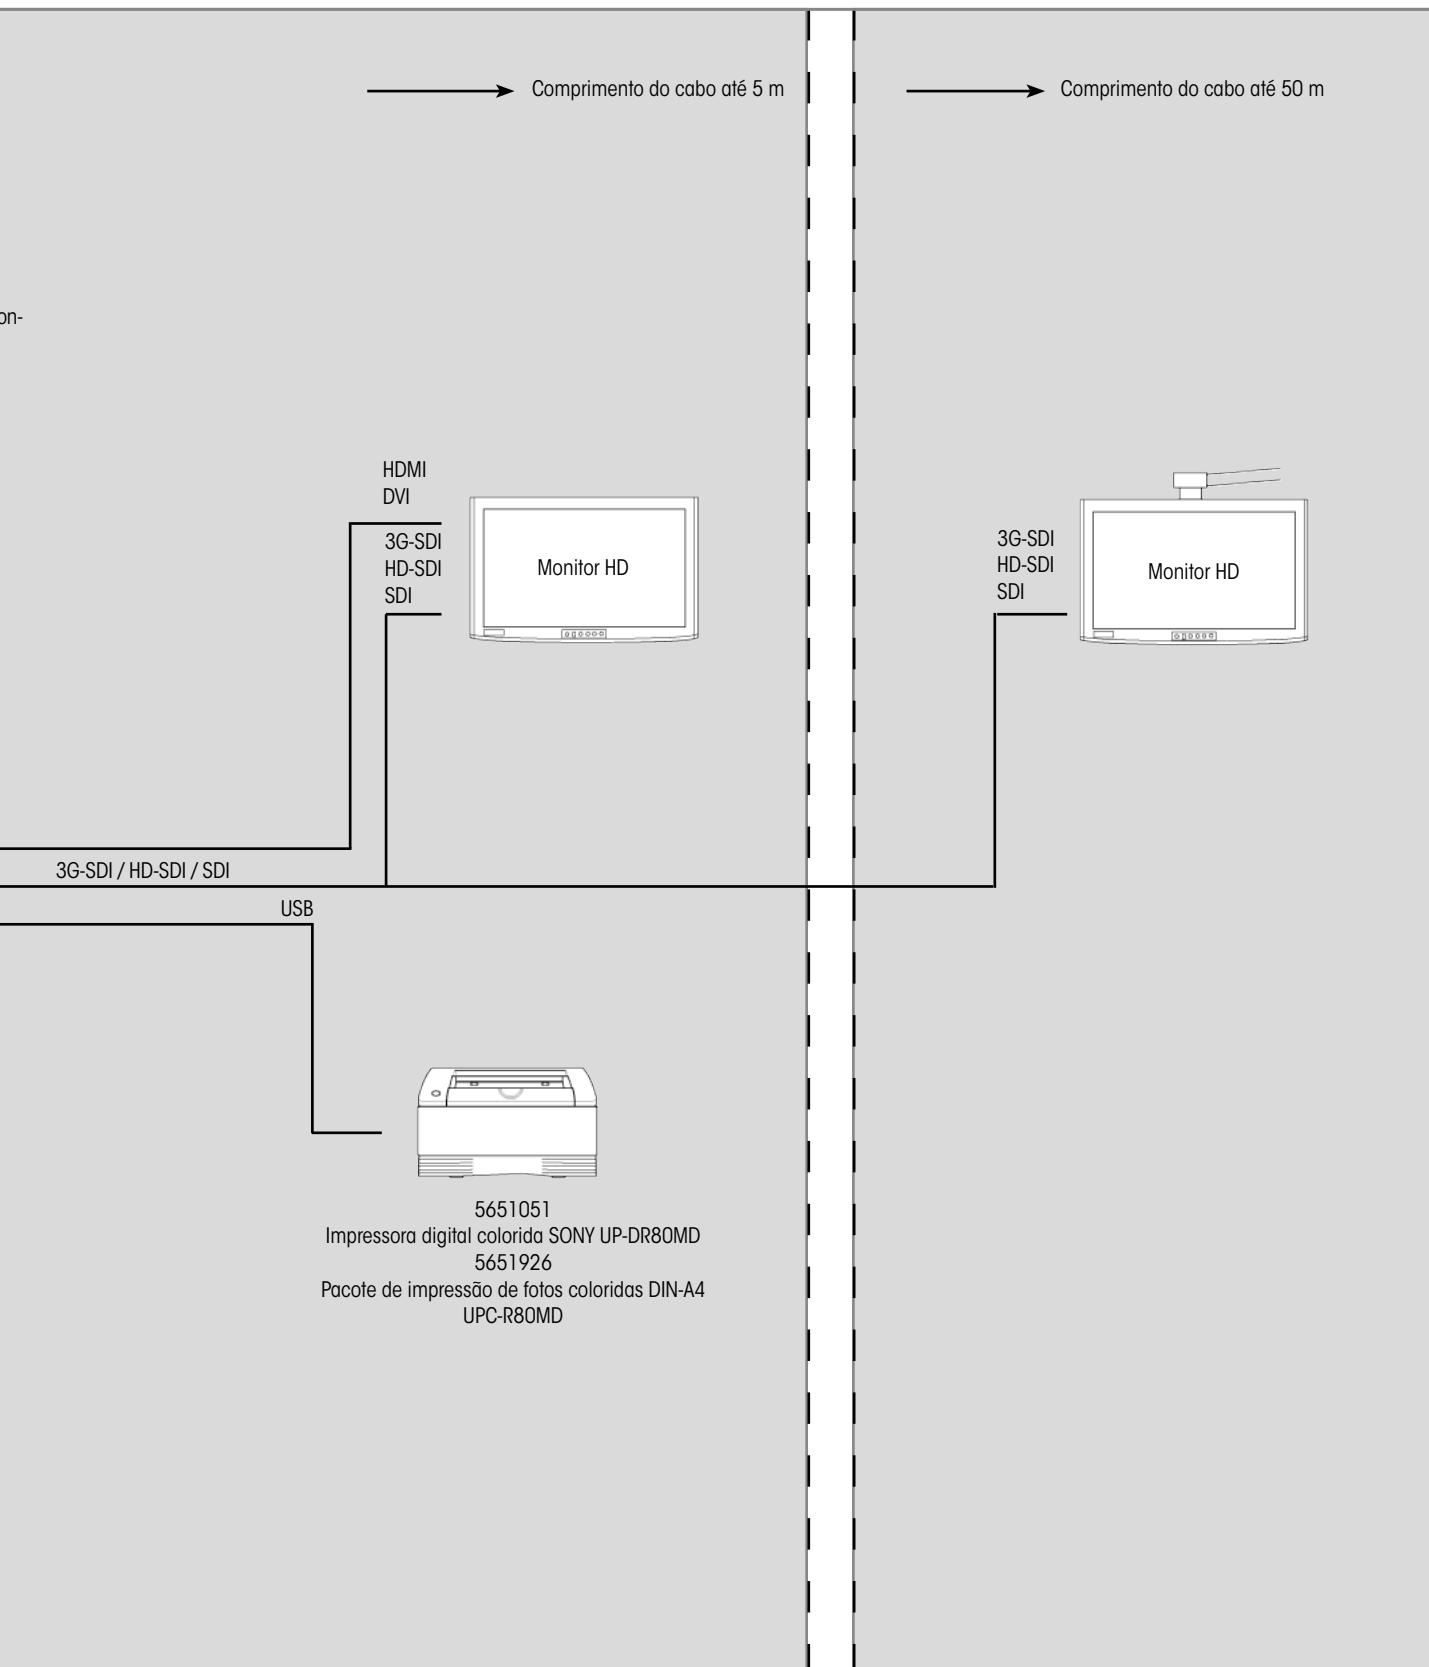 Comprimento do cabo até 5 m
Comprimento do cabo até 50 m
on-
HDMI
DVI
3G-SDI
HD-SDI
SDI
Monitor HD
3G-SDI
HD-SDI
SDI
Monitor HD
3G-SDI / HD-SDI / SDI
USB
5651051
Impressora digital colorida SONY UP-DR80MD
5651926
Pacote de impressão de fotos coloridas DIN-A4
UPC-R80MD